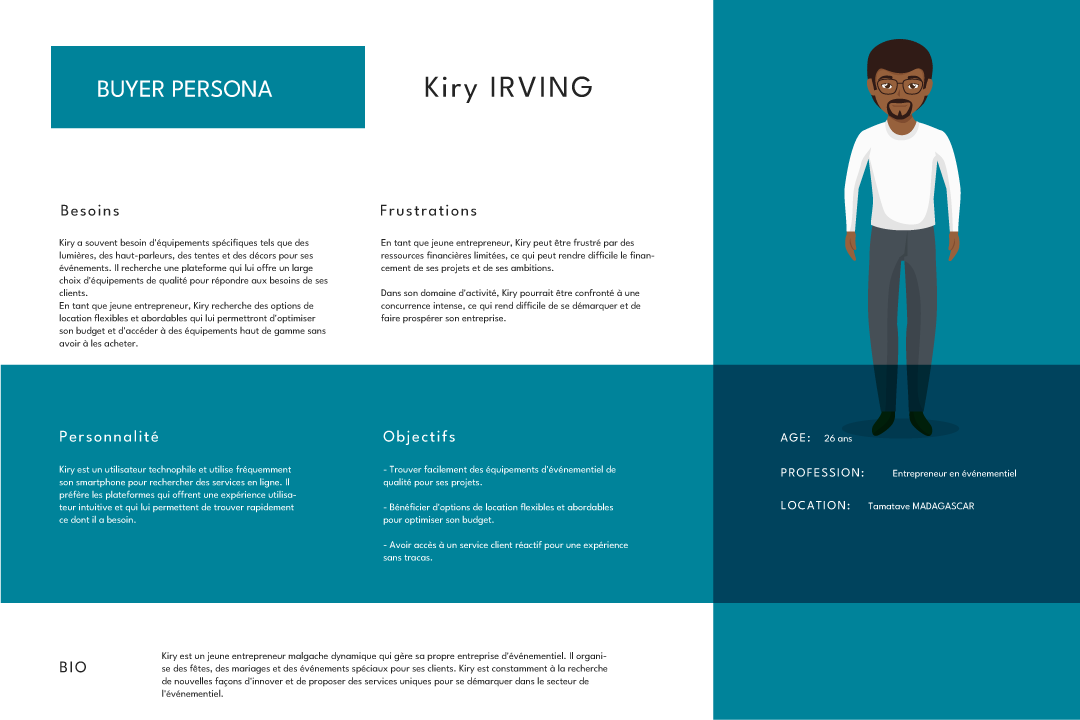 BUYER PERSONA
Kiry IRVING
Besoins
Kiry a souvent besoin d'équipements spécifiques tels que des
lumières, des haut-parleurs, des tentes et des décors pour ses
événements. Il recherche une plateforme qui lui offre un large
choix d'équipements de qualité pour répondre aux besoins de ses
clients.
En tant que jeune entrepreneur, Kiry recherche des options de
location flexibles et abordables qui lui permettront d'optimiser
son budget et d'accéder à des équipements haut de gamme sans
avoir à les acheter.
Frustrations
En tant que jeune entrepreneur, Kiry peut être frustré par des
ressources financières limitées, ce qui peut rendre difficile le finan-
cement de ses projets et de ses ambitions.
Dans son domaine d'activité, Kiry pourrait être confronté à une
concurrence intense, ce qui rend difficile de se démarquer et de
faire prospérer son entreprise.
Personnalité
Kiry est un utilisateur technophile et utilise fréquemment
son smartphone pour rechercher des services en ligne. Il
préfère les plateformes qui offrent une expérience utilisa-
teur intuitive et qui lui permettent de trouver rapidement
ce dont il a besoin.
Objectifs
- Trouver facilement des équipements d'événementiel de
qualité pour ses projets.
- Bénéficier d'options de location flexibles et abordables
pour optimiser son budget.
- Avoir accès à un service client réactif pour une expérience
sans tracas.
AGE: 26 ans
PROFESSION: Entrepreneur en événementiel
LOCATION: Tamatave MADAGASCAR
BIO
Kiry est un jeune entrepreneur malgache dynamique qui gère sa propre entreprise d'événementiel. Il organi-
se des fêtes, des mariages et des événements spéciaux pour ses clients. Kiry est constamment à la recherche
de nouvelles façons d'innover et de proposer des services uniques pour se démarquer dans le secteur de
l'événementiel.